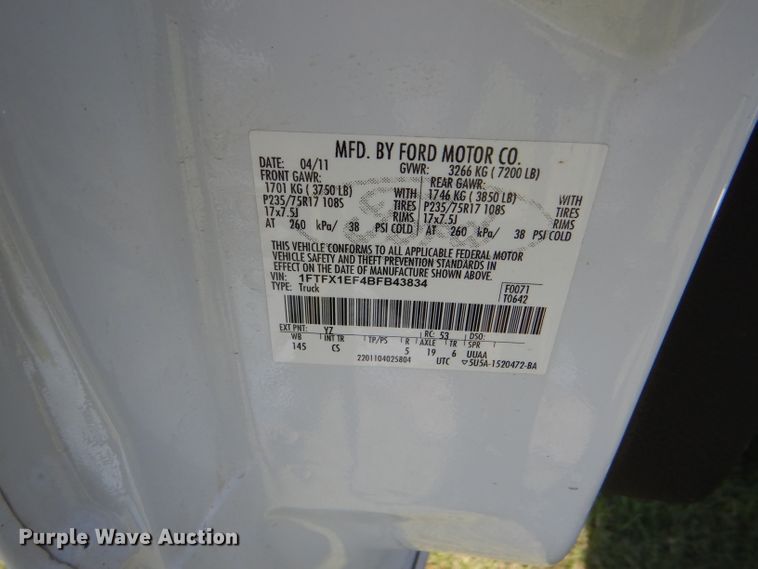 MFD. BY FORD MOTOR CO.
DATE: 04/11 GVWR: 3266 KG ( 7200 LB)
FRONT GAWR: REAR GAWR:
1701 KG ( 3750 LB) WITH 1746 KG ( 3850 LB) WITH
P235/75R17 108S TIRES P235/75R17 108S TIRES
17x7.5J RIMS 17x7.5J RIMS
AT 260 kPa/ 38 PSI COLD AT 260 kPa/ 38 PSI COLD
THIS VEHICLE CONFORMS TO ALL APPLICABLE FEDERAL MOTOR
VEHICLE SAFETY AND THEFT PREVENTION STANDARDS IN
EFFECT ON THE DATE OF MANUFACTURE SHOWN ABOVE.
VIN: 1FTFX1EF4BFB43834 F0071
TYPE: Truck T0642
EXT PNT: YZ RC: 53 DSO:
WB INT TR TP/PS R AXLE TR SPR
145 CS 5 19 6 UUAA
2201104025804 UTC ▽5U5A-1520472-BA
Purple Wave Auction